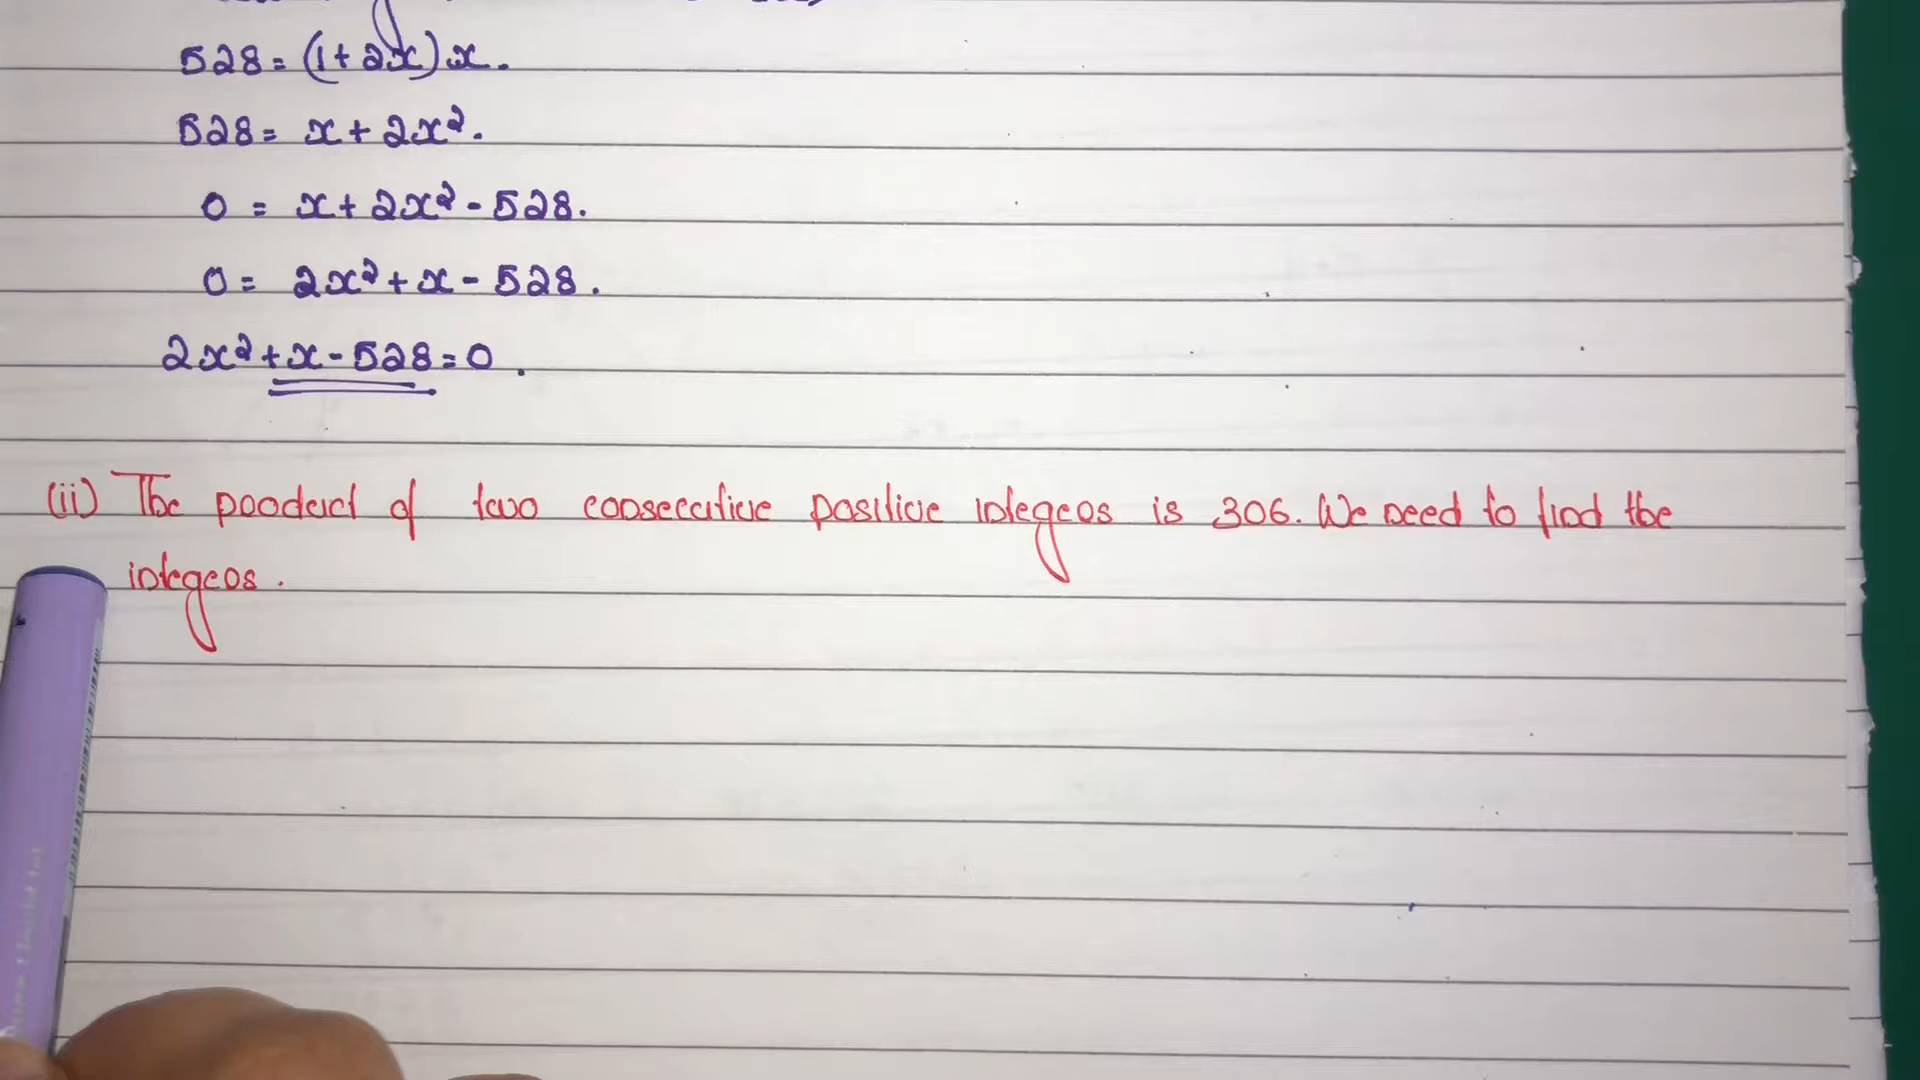 528 = (1 + 2x) x.
528 = x + 2x².
0 = x + 2x² - 528.
0 = 2x² + x - 528.
2x² + x - 528 = 0.
(ii) The product of two consecutive positive integers is 306. We need to find the
integers.